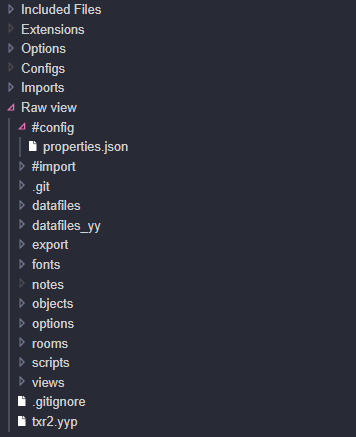 Included Files
Extensions
Options
Configs
Imports
Raw view
#config
properties.json
#import
.git
datafiles
datafiles_yy
export
fonts
notes
objects
options
rooms
scripts
views
.gitignore
txr2.yyp